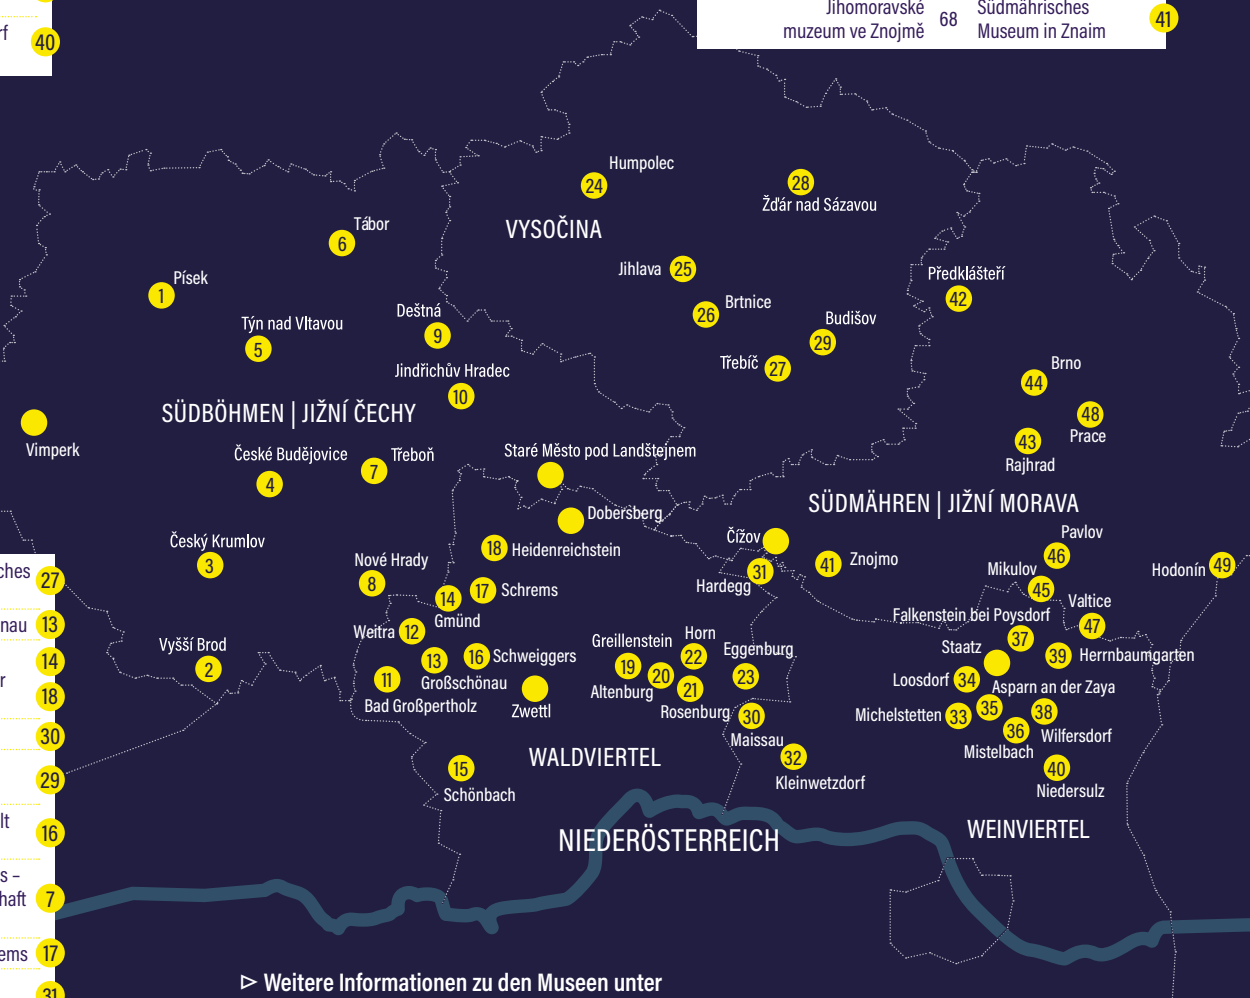 rf
40
Jihomoravské
muzeum ve Znojmě
68
Südmährisches
Museum in Znaim
41
Humpolec
24
28
Žďár nad Sázavou
VYSOČINA
Tábor
6
Jihlava 25
Předklášteří
42
Písek
1
Brtnice
26
Deštná
9
Budišov
29
Týn nad Vltavou
5
Třebíč 27
Brno
44
Jindřichův Hradec
10
SÜDBÖHMEN | JIŽNÍ ČECHY
48
Prace
Vimperk
43
Rajhrad
České Budějovice
4
Třeboň
7
Staré Město pod Landštejnem
SÜDMÄHREN | JIŽNÍ MORAVA
Dobersberg
Český Krumlov
3
18 Heidenreichstein
Čížov
Pavlov
46
Nové Hrady
8
Hardegg 31
41 Znojmo
Mikulov
45
Hodonín 49
17 Schrems
14
Gmünd
Valtice
47
Weitra 12
Falkenstein bei Poysdorf
37
Vyšší Brod
2
Greillenstein
19
Horn
22
Eggenburg
23
Staatz
39 Herrnbaumgarten
13
Großschönau
16 Schweiggers
Altenburg 20
Loosdorf 34
11
Bad Großpertholz
Zwettl
21
Rosenburg
Asparn an der Zaya
35
30
Maissau
Michelstetten 33
38
Wilfersdorf
36
Mistelbach
WALDVIERTEL
32
Kleinwetzdorf
15
Schönbach
40
Niedersulz
NIEDERÖSTERREICH
WEINVIERTEL
ches 27
nau 13
14
r
18
30
29
lt
16
s –
haft 7
ems 17
31
▷ Weitere Informationen zu den Museen unter